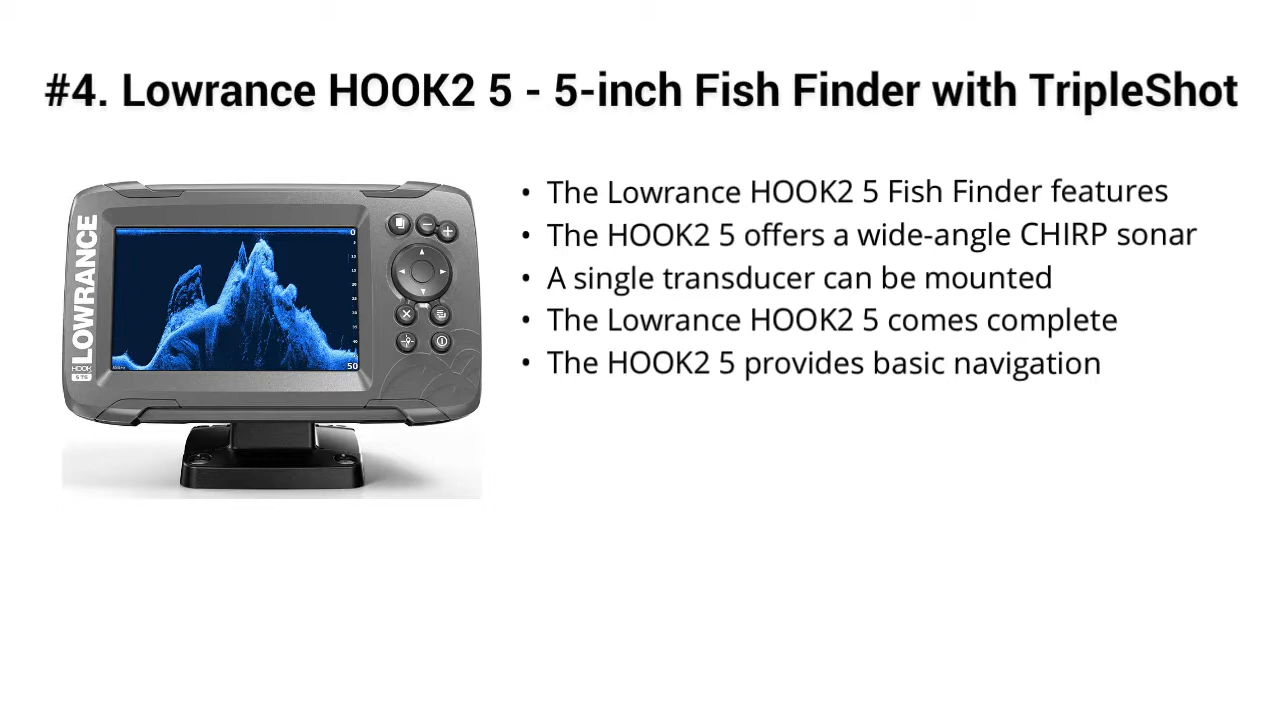 #4. Lowrance HOOK2 5 - 5-inch Fish Finder with TripleShot
LOWRANCE
HOOK
0
50
• The Lowrance HOOK2 5 Fish Finder features
• The HOOK2 5 offers a wide-angle CHIRP sonar
• A single transducer can be mounted
• The Lowrance HOOK2 5 comes complete
• The HOOK2 5 provides basic navigation